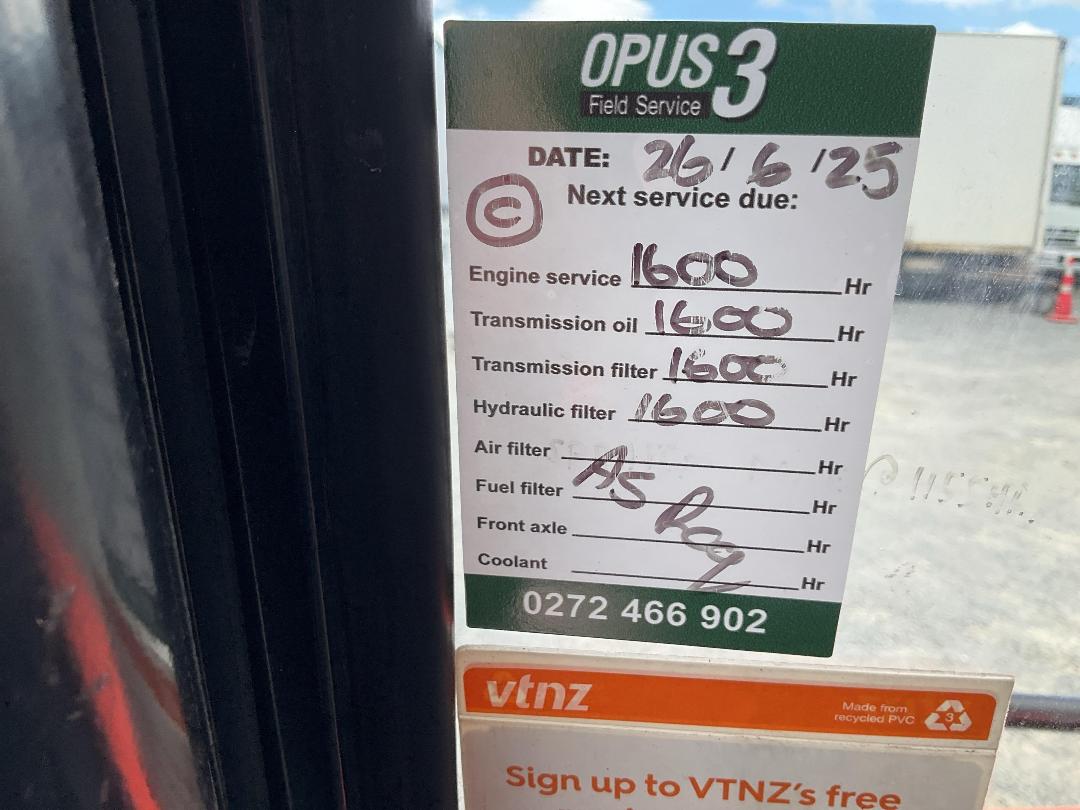 OPUS 3
Field Service
DATE: 26/6/25
Next service due:
C
Engine service 1600 Hr
Transmission oil 1600 Hr
Transmission filter 1600 Hr
Hydraulic filter 1600 Hr
Air filter Hr
Fuel filter As Hr
Front axle Hr
Coolant Hr
0272 466 902
vtnz
Made from
recycled PVC
3
Sign up to VTNZ's free